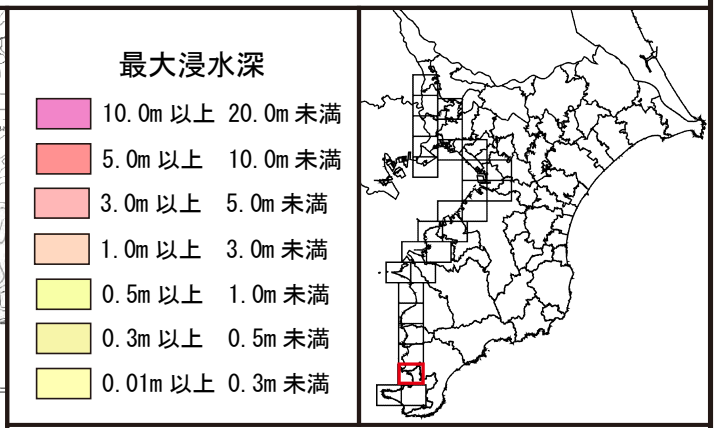 最大浸水深
10.0m 以上 20.0m 未満
5.0m 以上 10.0m 未満
3.0m 以上 5.0m 未満
1.0m 以上 3.0m 未満
0.5m 以上 1.0m 未満
0.3m 以上 0.5m 未満
0.01m 以上 0.3m 未満